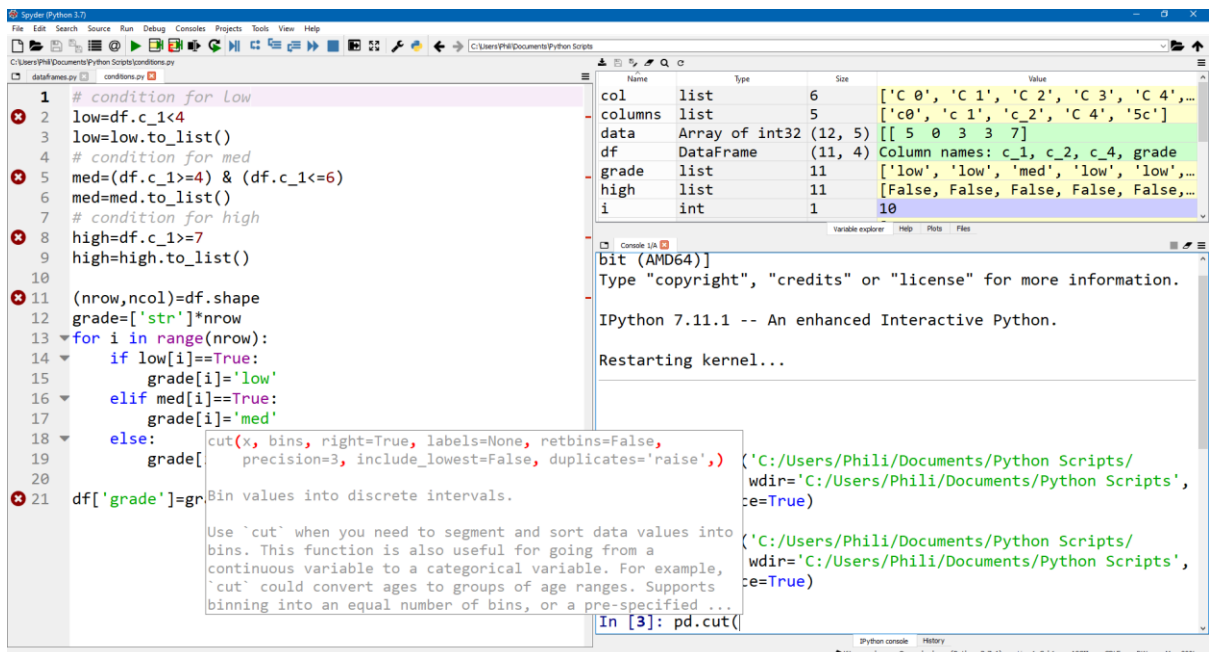 Spyder (Python 3.7)
File Edit Search Source Run Debug Consoles Projects Tools View Help
C:\Users\Phili\Documents\Python Scripts
C:\Users\Phili\Documents\Python Scripts\conditions.py
dataframes.py conditions.py
1 # condition for low
2 low=df.c_1<4
3 low=low.to_list()
4 # condition for med
5 med=(df.c_1>=4) & (df.c_1<=6)
6 med=med.to_list()
7 # condition for high
8 high=df.c_1>=7
9 high=high.to_list()
10
11 (nrow,ncol)=df.shape
12 grade=['str']*nrow
13 for i in range(nrow):
14 if low[i]==True:
15 grade[i]='low'
16 elif med[i]==True:
17 grade[i]='med'
18 else:
19 grade[
20
21 df['grade']=gr
cut(x, bins, right=True, labels=None, retbins=False,
precision=3, include_lowest=False, duplicates='raise',)
Bin values into discrete intervals.
Use `cut` when you need to segment and sort data values into
bins. This function is also useful for going from a
continuous variable to a categorical variable. For example,
`cut` could convert ages to groups of age ranges. Supports
binning into an equal number of bins, or a pre-specified ...
Name Type Size Value
col list 6 ['C 0', 'C 1', 'C 2', 'C 3', 'C 4',…
columns list 5 ['c0', 'c 1', 'c_2', 'C 4', '5c']
data Array of int32 (12, 5) [[ 5 0 3 3 7]
df DataFrame (11, 4) Column names: c_1, c_2, c_4, grade
grade list 11 ['low', 'low', 'med', 'low', 'low',…
high list 11 [False, False, False, False, False,…
i int 1 10
Variable explorer Help Plots Files
Console 1/A
bit (AMD64)]
Type "copyright", "credits" or "license" for more information.
IPython 7.11.1 -- An enhanced Interactive Python.
Restarting kernel...
('C:/Users/Phili/Documents/Python Scripts/
wdir='C:/Users/Phili/Documents/Python Scripts',
ce=True)
('C:/Users/Phili/Documents/Python Scripts/
wdir='C:/Users/Phili/Documents/Python Scripts',
ce=True)
In [3]: pd.cut(
IPython console History